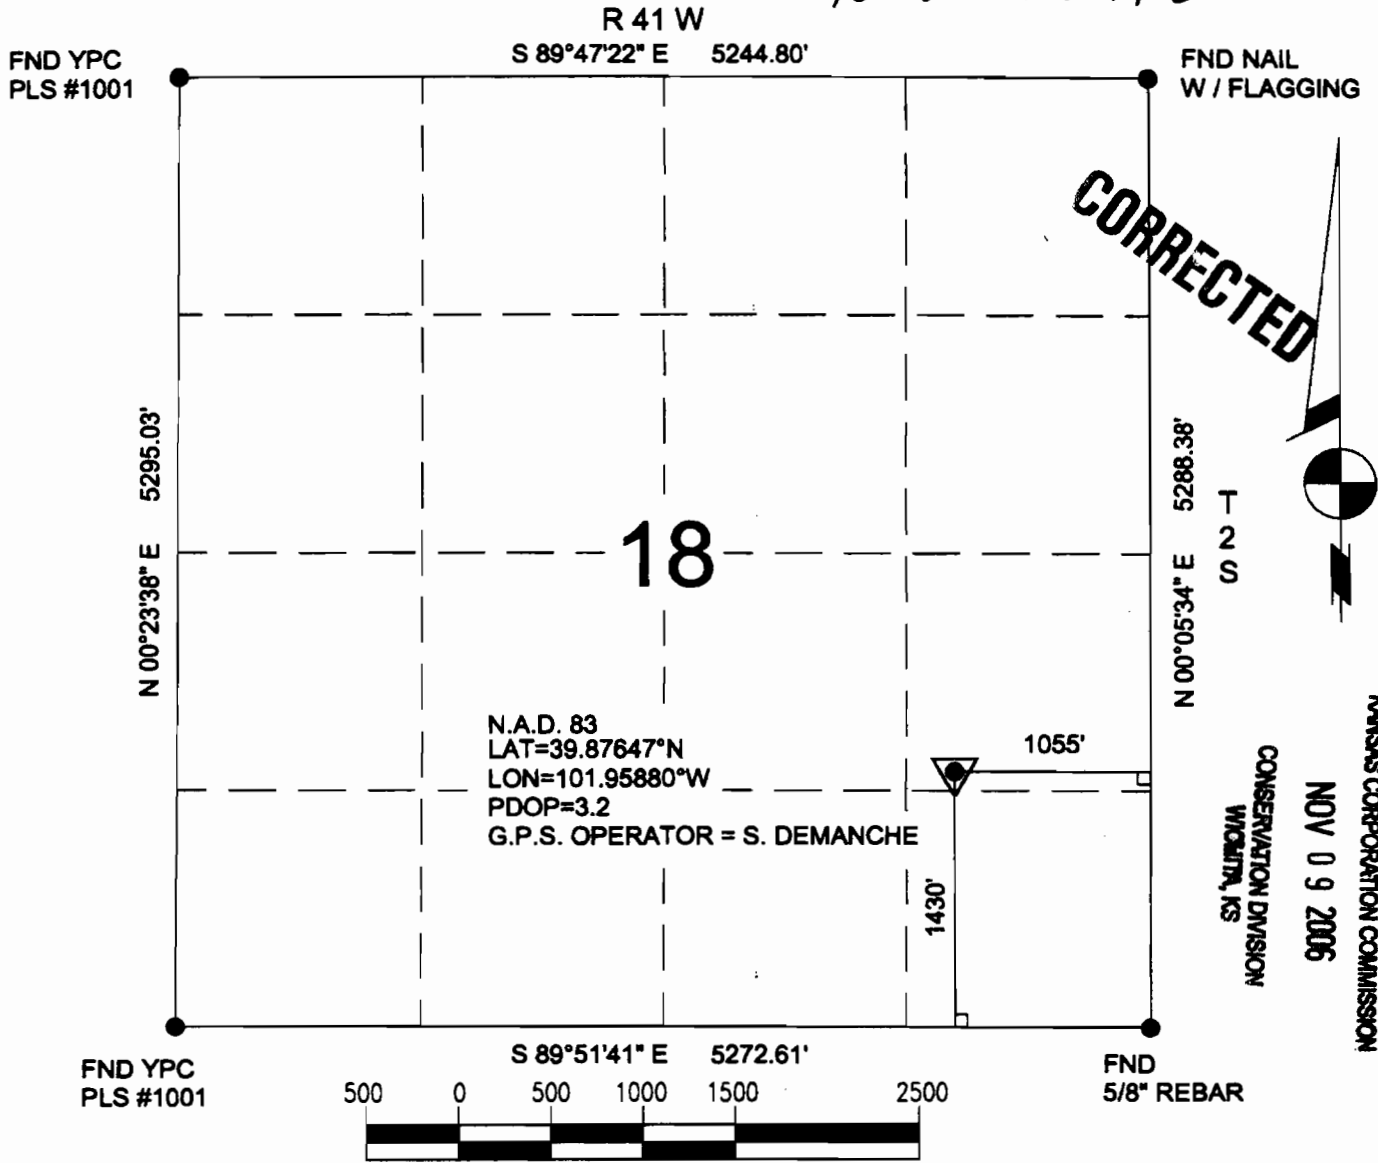 R 41 W
S 89°47'22" E 5244.80'
FND YPC
PLS #1001
FND NAIL
W / FLAGGING
CORRECTED
N 00°23'38" E 5295.03'
18
N 00°05'34" E 5288.38'
T
2
S
N.A.D. 83
LAT=39.87647°N
LON=101.95880°W
PDOP=3.2
G.P.S. OPERATOR = S. DEMANCHE
1055'
1430'
KANSAS CORPORATION COMMISSION
NOV 09 2006
CONSERVATION DIVISION
WICHITA, KS
S 89°51'41" E 5272.61'
FND YPC
PLS #1001
FND
5/8" REBAR
500 0 500 1000 1500 2500